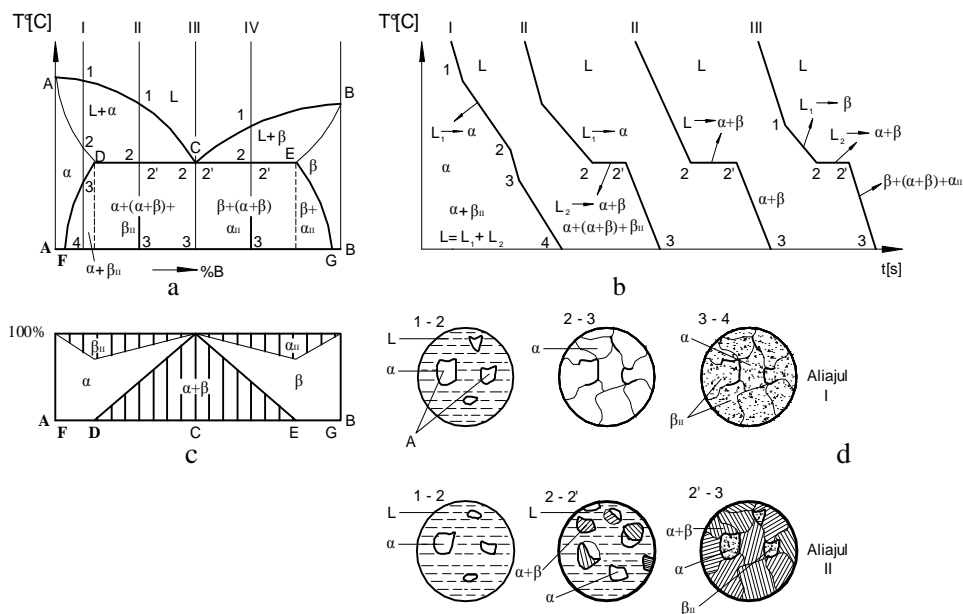 T°[C]
I II III IV
A
1
L+α
1
L
1
B
L+β
2
D
C
2
2'
2
2'
2
2'
E
β
α
3
α+(α+β)+
βII
β+(α+β)
αII
β+
αII
A
4
3
3
3
B
F
G
α+βII
%B
a
T°[C]
I II II III
1
L
L
L
L
L1 → α
L1 → α
L → α+β
L1 → β
1
L2 → α+β
α
2
3
2
2'
2
2'
2
2'
L2 → α+β
α+(α+β)+βII
α+β
β+(α+β)+αII
α+βII
L= L1 + L2
4
3
3
3
t[s]
b
100%
βII
αII
α
α+β
β
A
B
F
D
C
E
G
c
1 - 2
L
α
A
2 - 3
α
3 - 4
α
βII
Aliajul
I
d
1 - 2
L
α
2 - 2'
L
α+β
α
2' - 3
α+β
α
βII
Aliajul
II